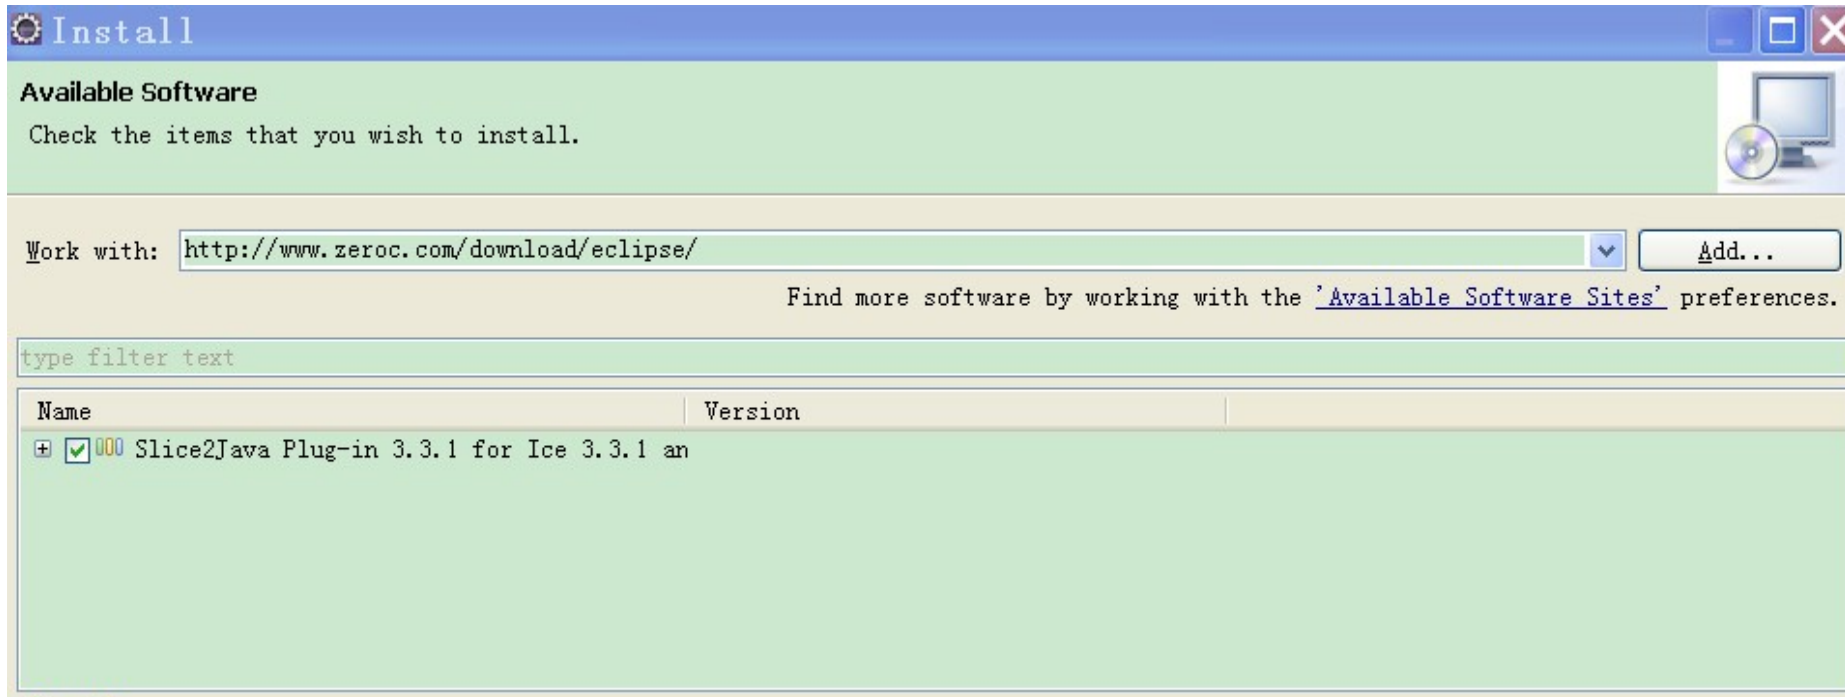 Install
Available Software
Check the items that you wish to install.
Work with: http://www.zeroc.com/download/eclipse/ Add...
Find more software by working with the 'Available Software Sites' preferences.
type filter text
Name Version
Slice2Java Plug-in 3.3.1 for Ice 3.3.1 an